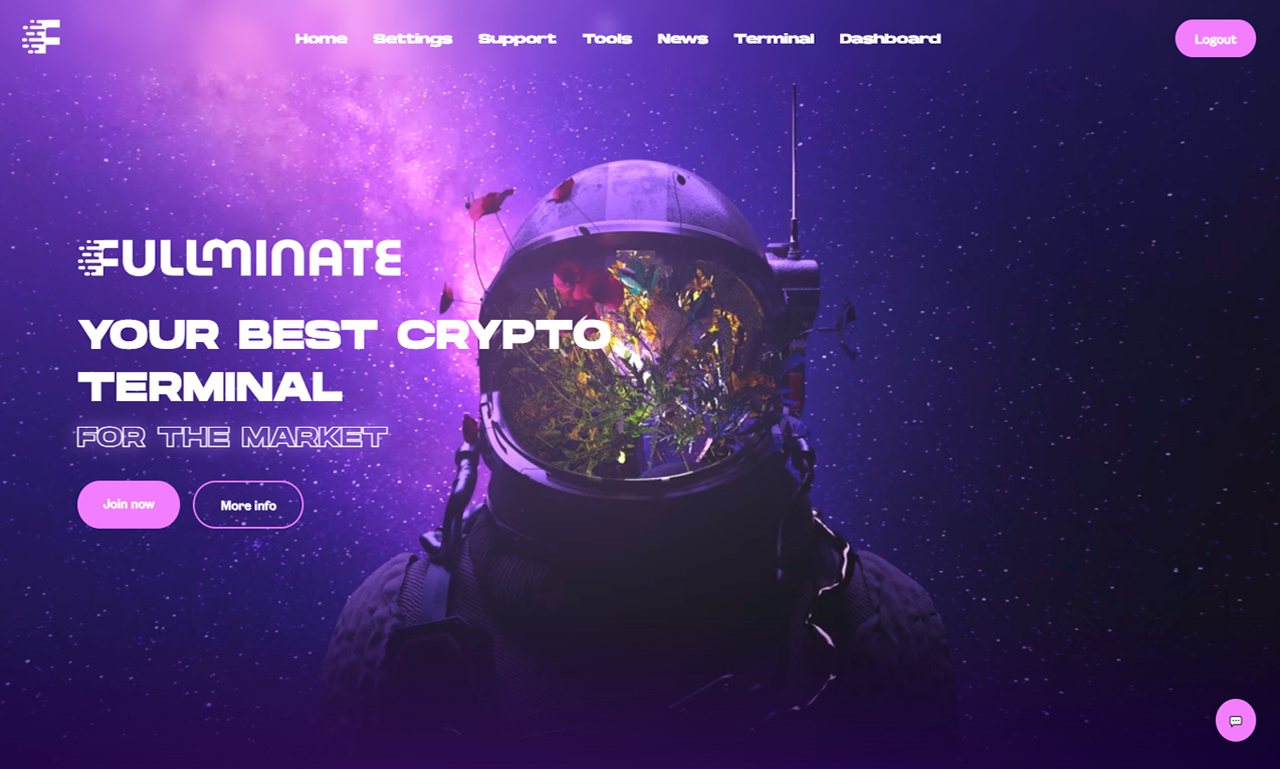 Home Settings Support Tools News Terminal Dashboard Logout
FULLMINATE
YOUR BEST CRYPTO
TERMINAL
FOR THE MARKET
Join now More info